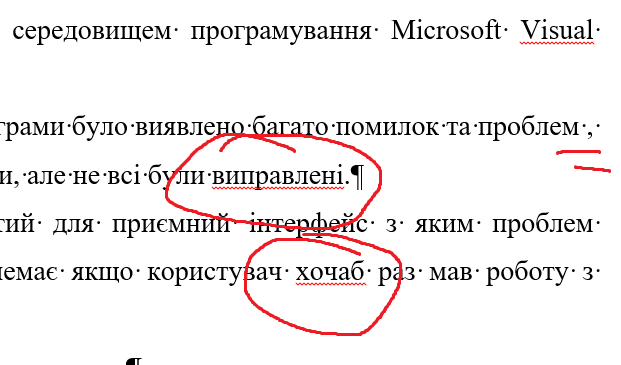 середовищем програмування Microsoft Visual
грами було виявлено багато помилок та проблем ,
и, але не всі були виправлені.¶
тий для приємний інтерфейс з яким проблем
немає якщо користувач хочаб раз мав роботу з
¶